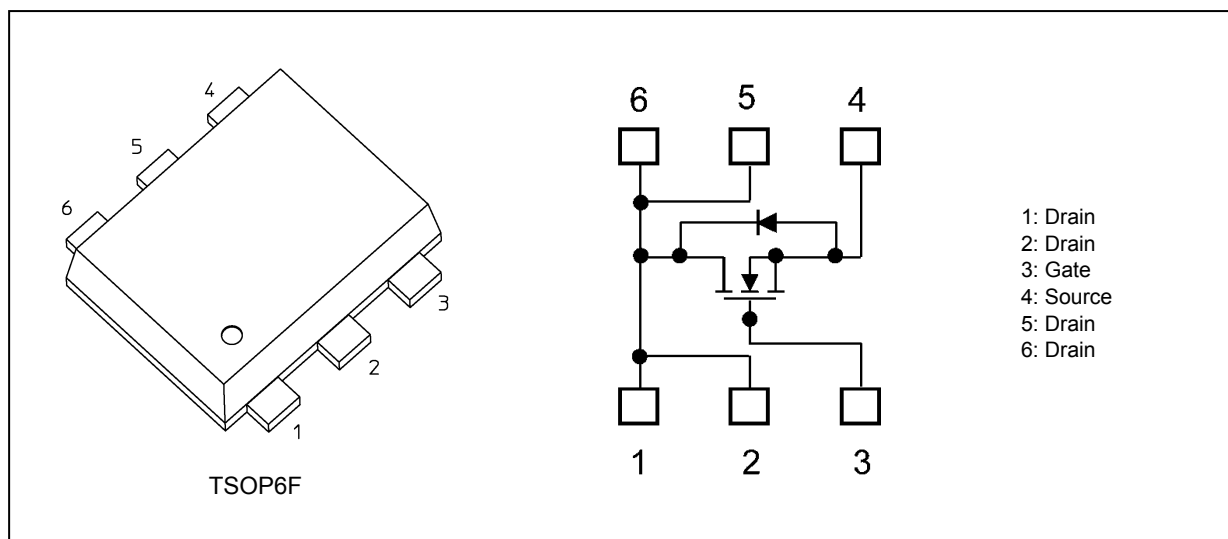 4
5
6
3
2
1
TSOP6F
6 5 4
1 2 3
1: Drain
2: Drain
3: Gate
4: Source
5: Drain
6: Drain